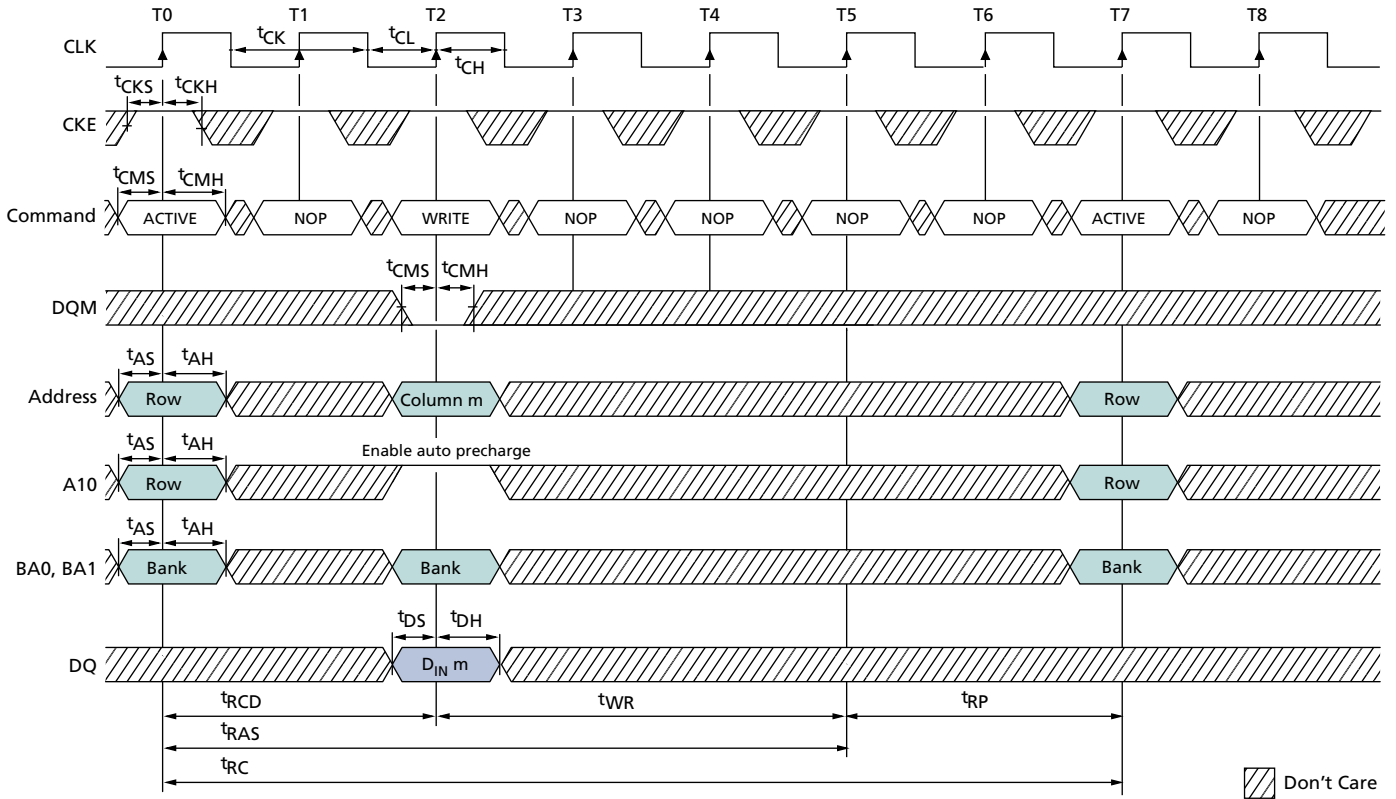 T0 T1 T2 T3 T4 T5 T6 T7 T8
CLK
tCK tCL tCH
tCKS tCKH
CKE
tCMS tCMH
Command ACTIVE NOP WRITE NOP NOP NOP NOP ACTIVE NOP
tCMS tCMH
DQM
tAS tAH
Address Row Column m Row
tAS tAH Enable auto precharge
A10 Row Row
tAS tAH
BA0, BA1 Bank Bank Bank
tDS tDH
DQ DIN m
tRCD tWR tRP
tRAS
tRC
Don't Care